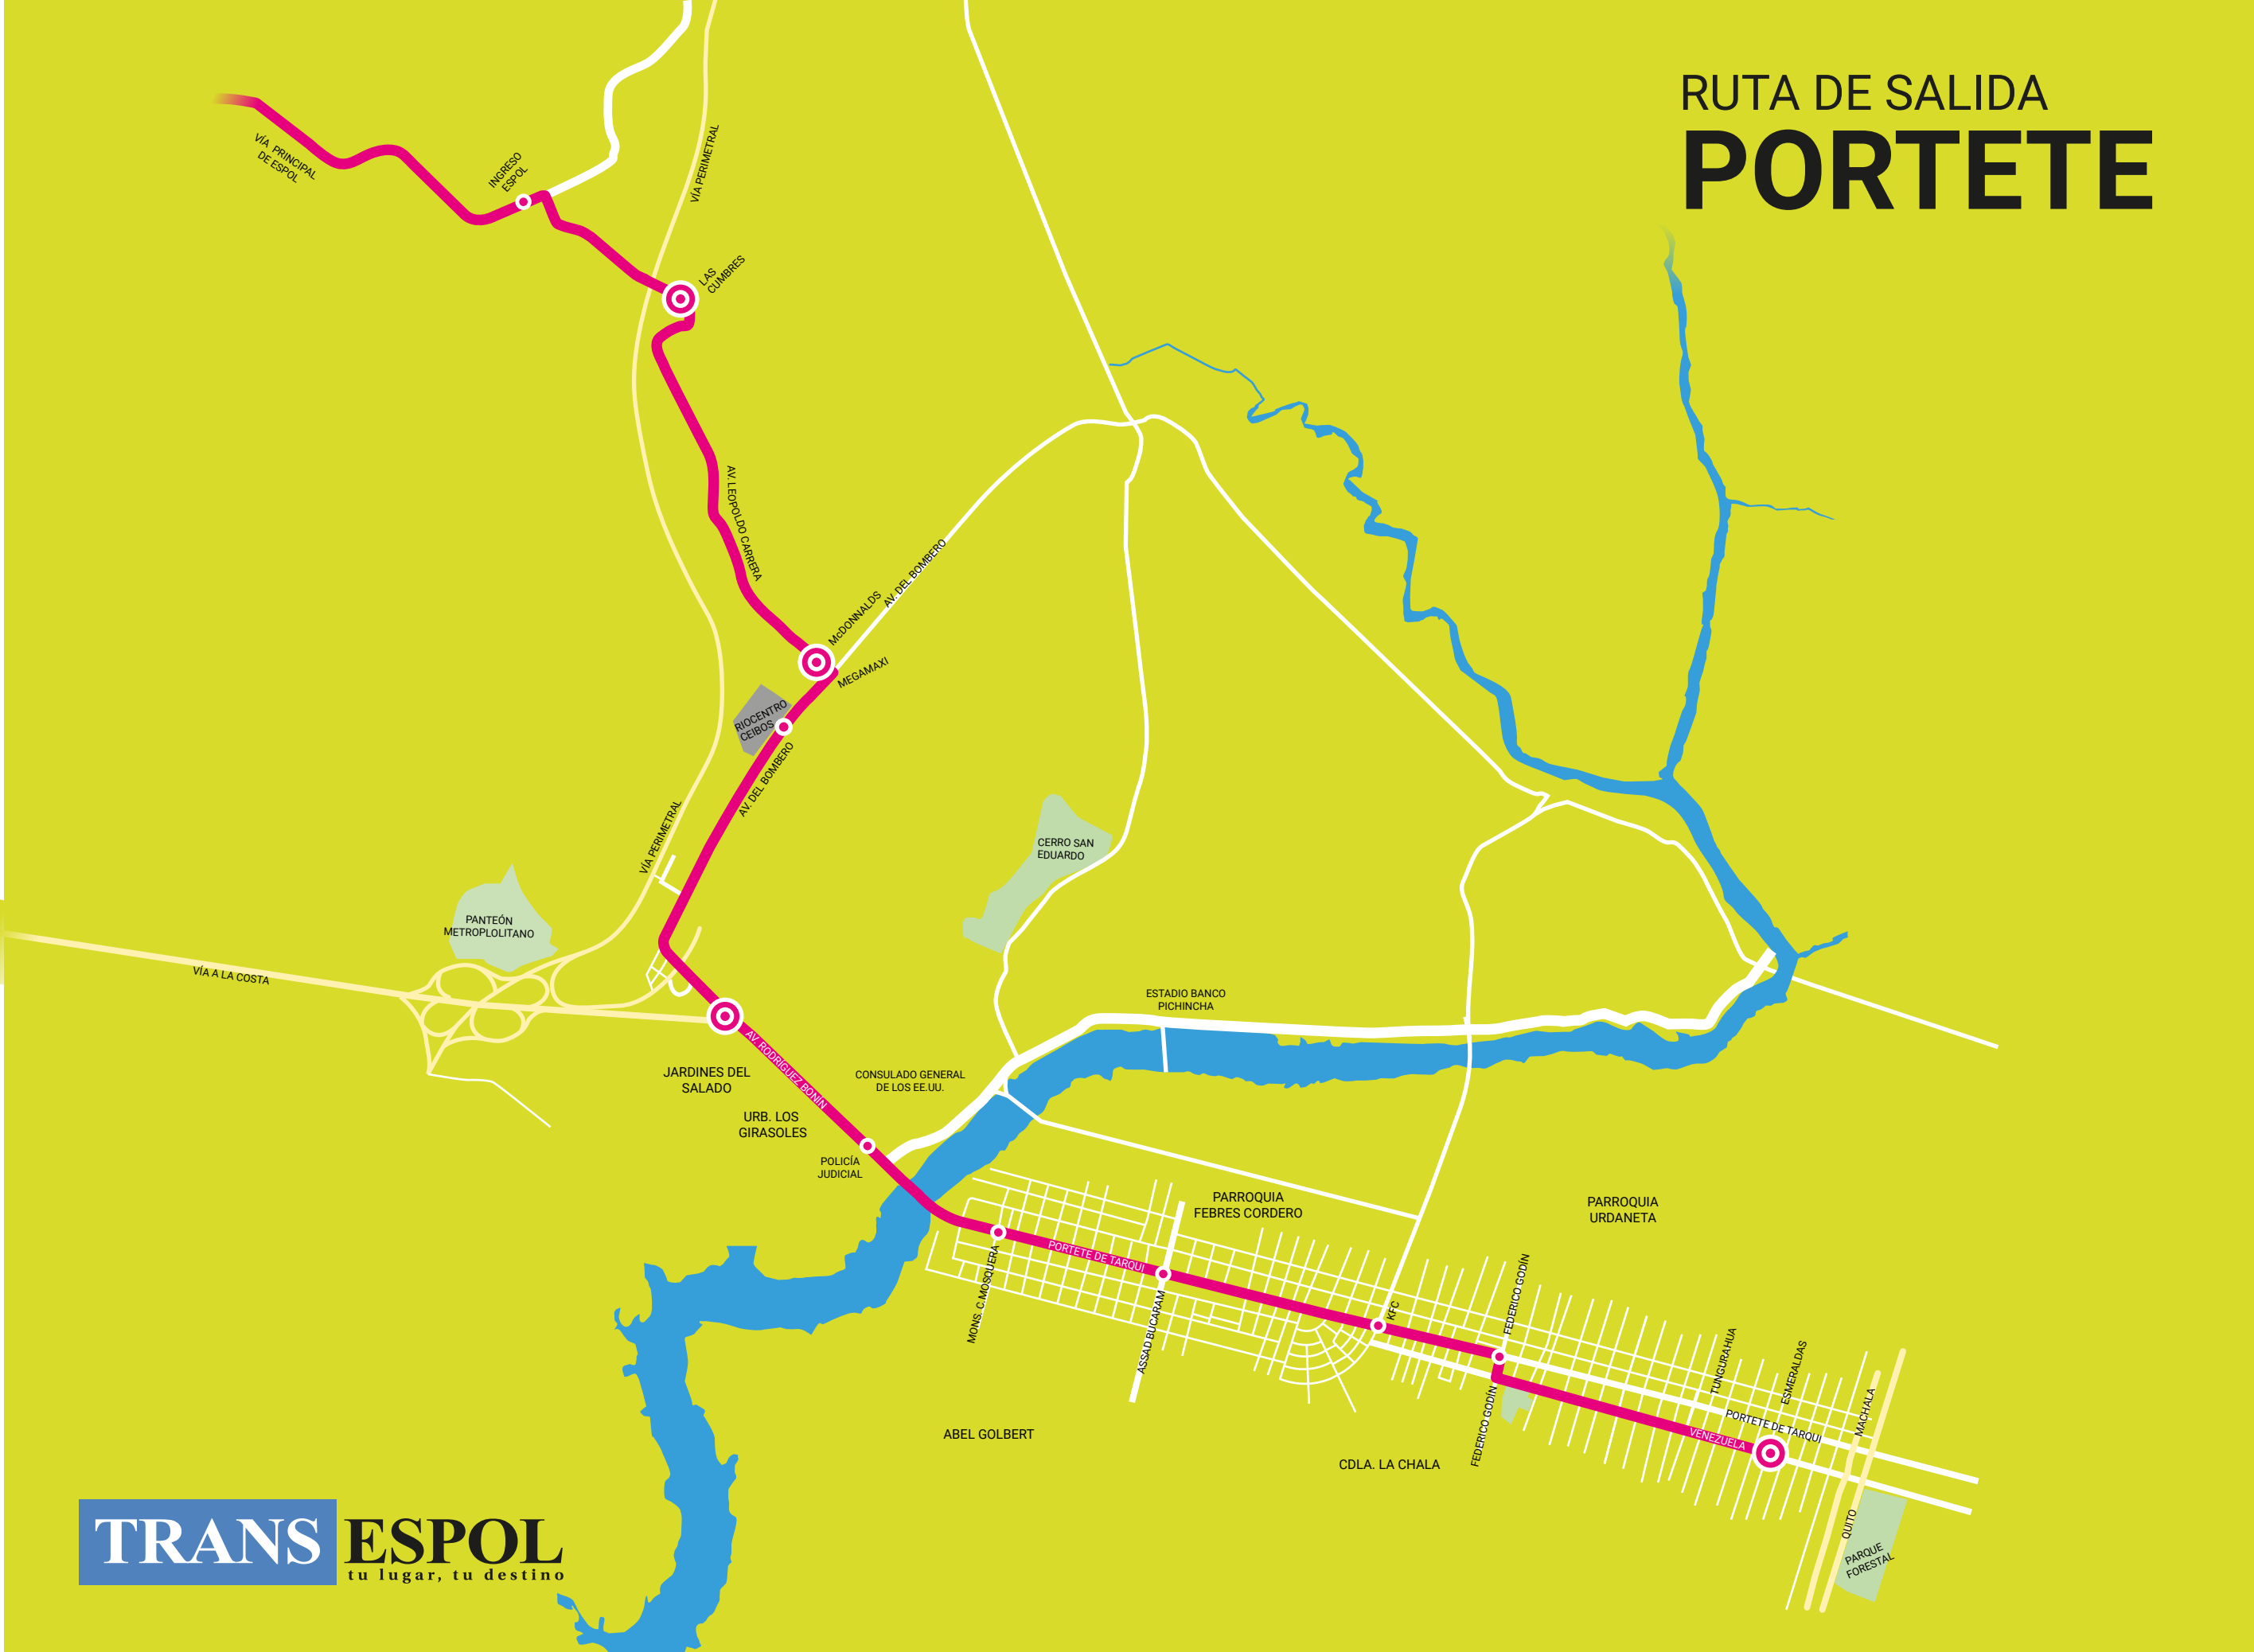 RUTA DE SALIDA
PORTETE
VÍA PRINCIPAL
DE ESPOL
INGRESO
ESPOL
VÍA PERIMETRAL
LAS
CUMBRES
AV. LEOPOLDO CARRERA
McDONNALDS
AV. DEL BOMBERO
MEGAMAXI
RIOCENTRO
CEIBOS
AV. DEL BOMBERO
VÍA PERIMETRAL
CERRO SAN
EDUARDO
PANTEÓN
METROPLOLITANO
VÍA A LA COSTA
ESTADIO BANCO
PICHINCHA
AV. RODRÍGUEZ BONÍN
JARDINES DEL
SALADO
CONSULADO GENERAL
DE LOS EE.UU.
URB. LOS
GIRASOLES
POLICÍA
JUDICIAL
PARROQUIA
FEBRES CORDERO
PARROQUIA
URDANETA
MONS. C.MOSQUERA
PORTETE DE TARQUI
ASSAD BUCARAM
KFC
FEDERICO GODÍN
FEDERICO GODÍN
TUNGURAHUA
ESMERALDAS
MACHALA
PORTETE DE TARQUI
VENEZUELA
ABEL GOLBERT
CDLA. LA CHALA
QUITO
PARQUE
FORESTAL
TRANS ESPOL
tu lugar, tu destino